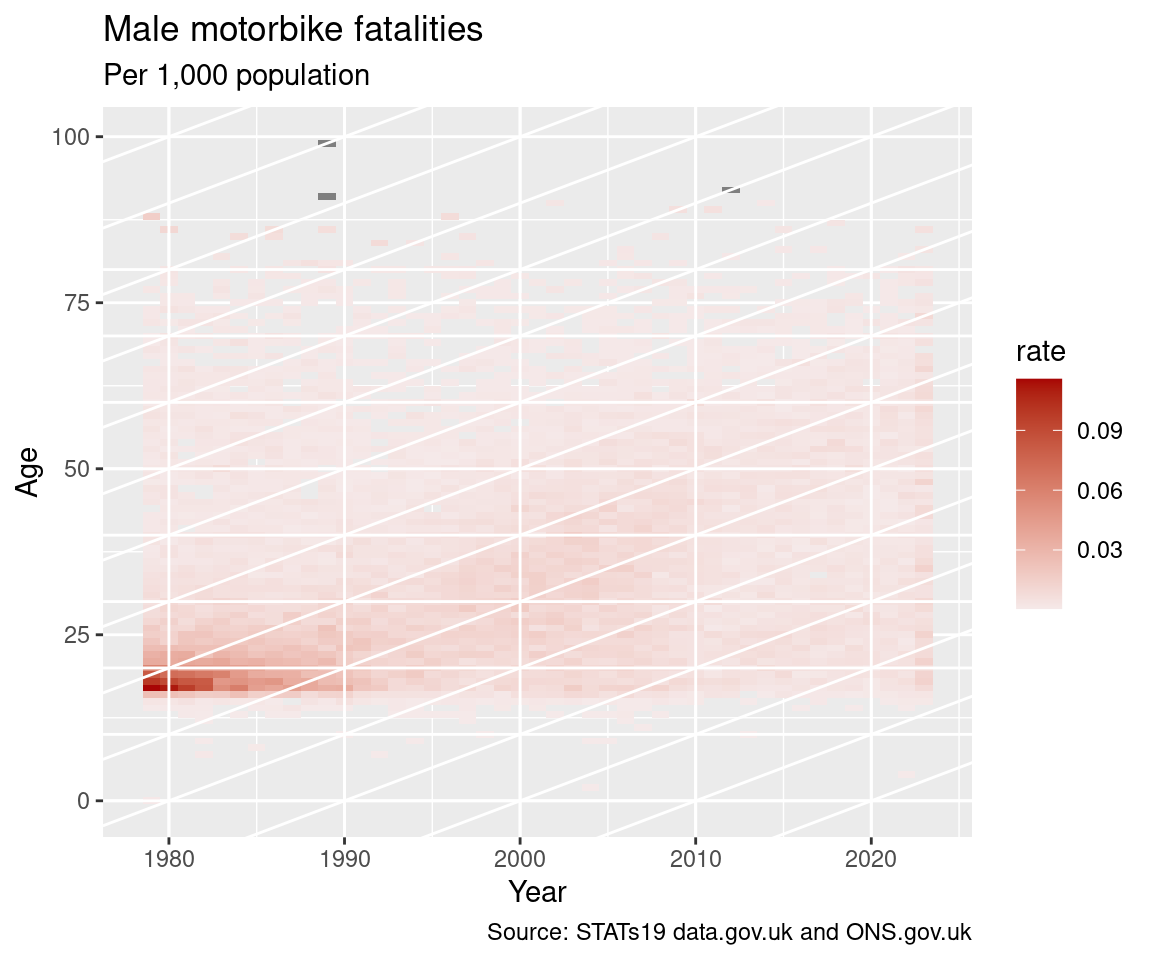 Male motorbike fatalities
Per 1,000 population
100
75
50
25
0
Age
1980 1990 2000 2010 2020
Year
rate
0.09
0.06
0.03
Source: STATs19 data.gov.uk and ONS.gov.uk